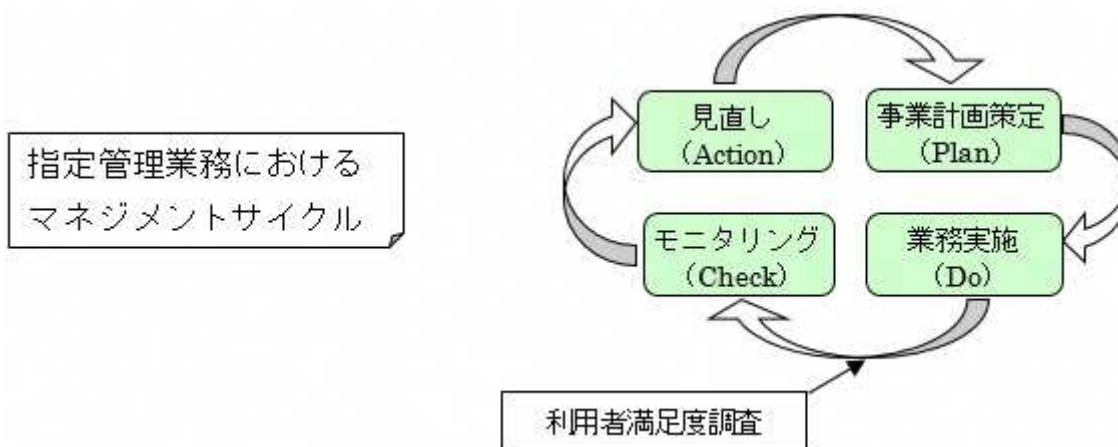 指定管理業務における
マネジメントサイクル
見直し
(Action)
事業計画策定
(Plan)
モニタリング
(Check)
業務実施
(Do)
利用者満足度調査